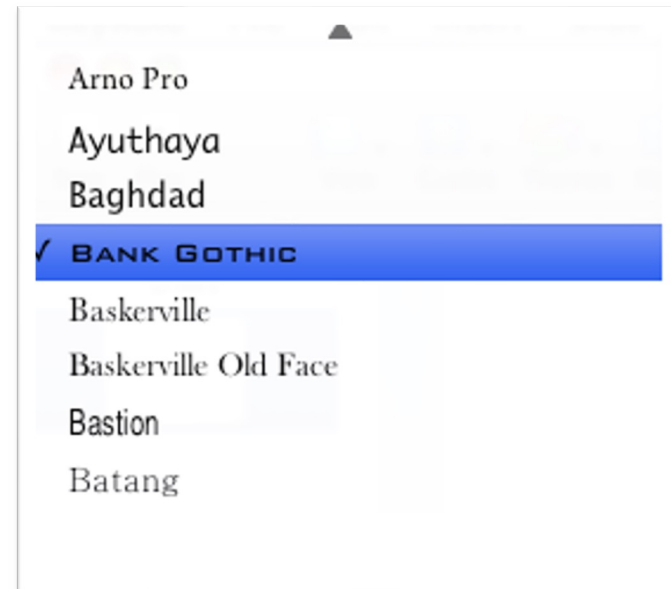 Arno Pro
Ayuthaya
Baghdad
✓ Bank Gothic
Baskerville
Baskerville Old Face
Bastion
Batang